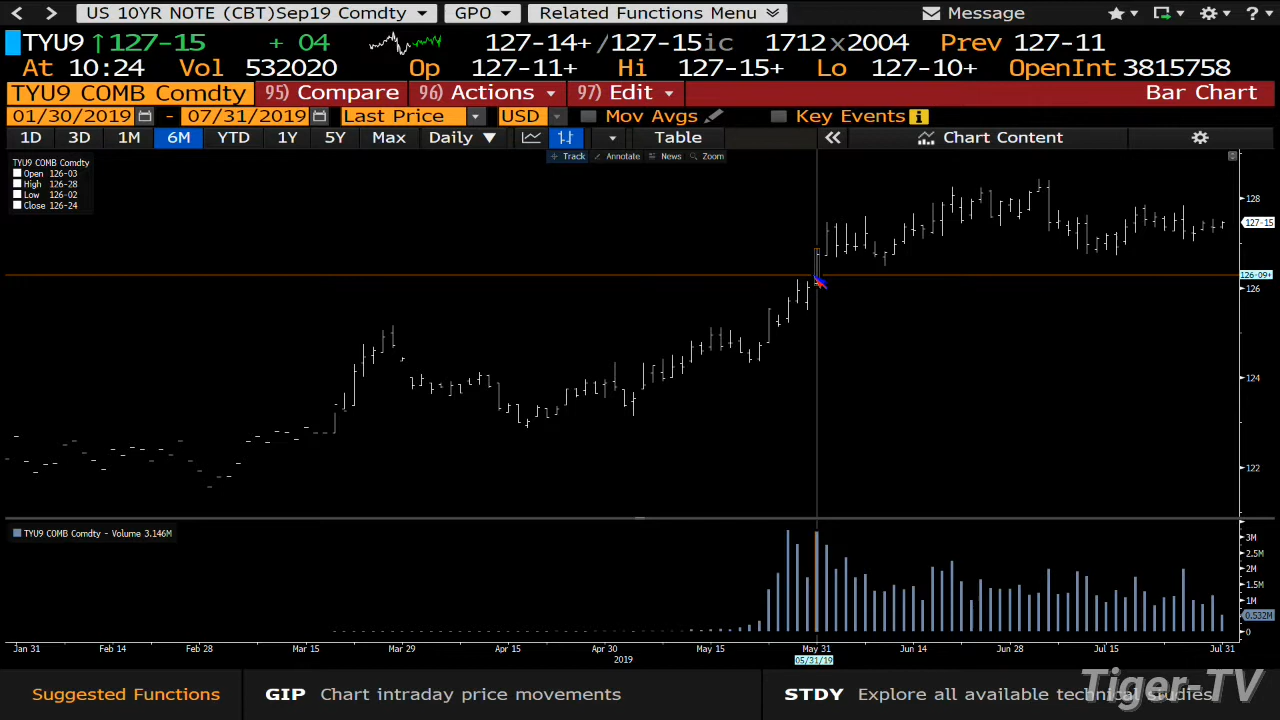 US 10YR NOTE (CBT)Sep19 Comdty GPO Related Functions Menu Message
TYU9 ↑127-15 + 04 127-14+/127-15ic 1712x2004 Prev 127-11
At 10:24 Vol 532020 Op 127-11+ Hi 127-15+ Lo 127-10+ OpenInt 3815758
TYU9 COMB Comdty 95) Compare 96) Actions 97) Edit Bar Chart
01/30/2019 - 07/31/2019 Last Price USD Mov Avgs Key Events
1D 3D 1M 6M YTD 1Y 5Y Max Daily ▼ Table Chart Content
Track Annotate News Zoom
TYU9 COMB Comdty
Open 126-03
High 126-28
Low 126-02
Close 126-24
128
127-15
126-09+
126
124
122
TYU9 COMB Comdty - Volume 3.146M
3M
2.5M
2M
1.5M
1M
0.532M
0
Jan 31 Feb 14 Feb 28 Mar 15 Mar 29 Apr 15 Apr 30 May 15 May 31 Jun 14 Jun 28 Jul 15 Jul 31
2019 05/31/19
Suggested Functions GIP Chart intraday price movements STDY Explore all available technical studies
Tiger-TV